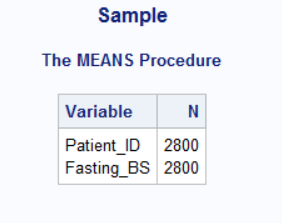 Sample
The MEANS Procedure
Variable N
Patient_ID 2800
Fasting_BS 2800